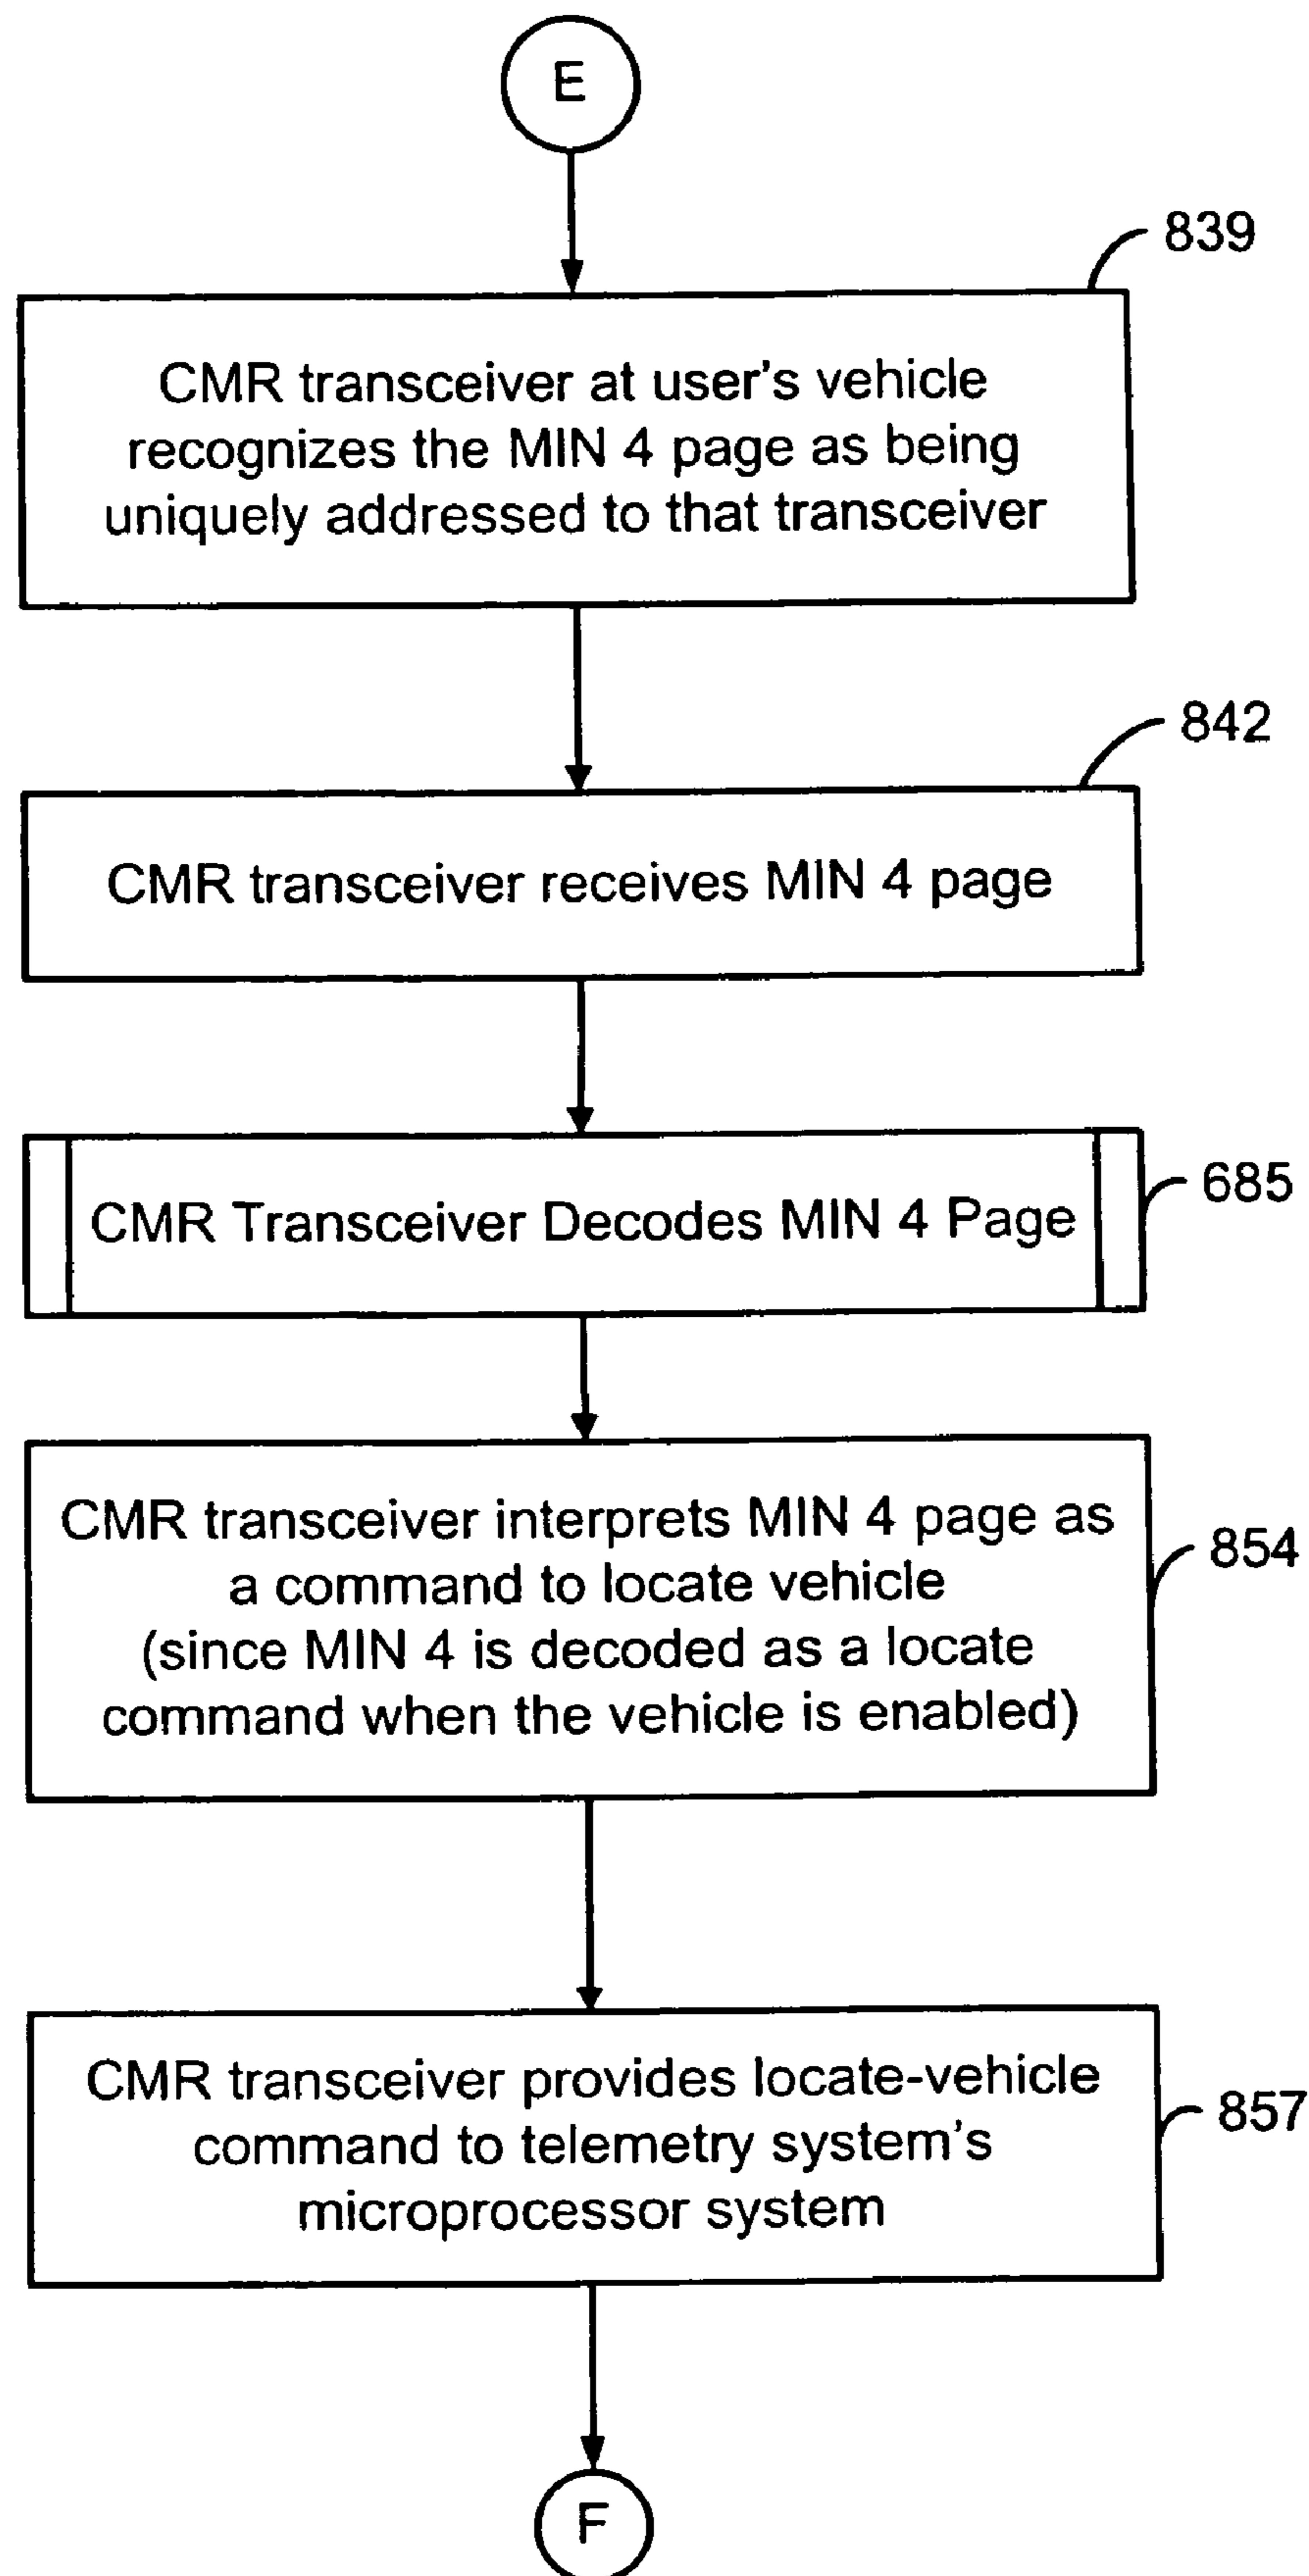 E
839
CMR transceiver at user's vehicle
recognizes the MIN 4 page as being
uniquely addressed to that transceiver
842
CMR transceiver receives MIN 4 page
685
CMR Transceiver Decodes MIN 4 Page
CMR transceiver interprets MIN 4 page as
a command to locate vehicle
(since MIN 4 is decoded as a locate
command when the vehicle is enabled)
854
CMR transceiver provides locate-vehicle
command to telemetry system's
microprocessor system
857
F